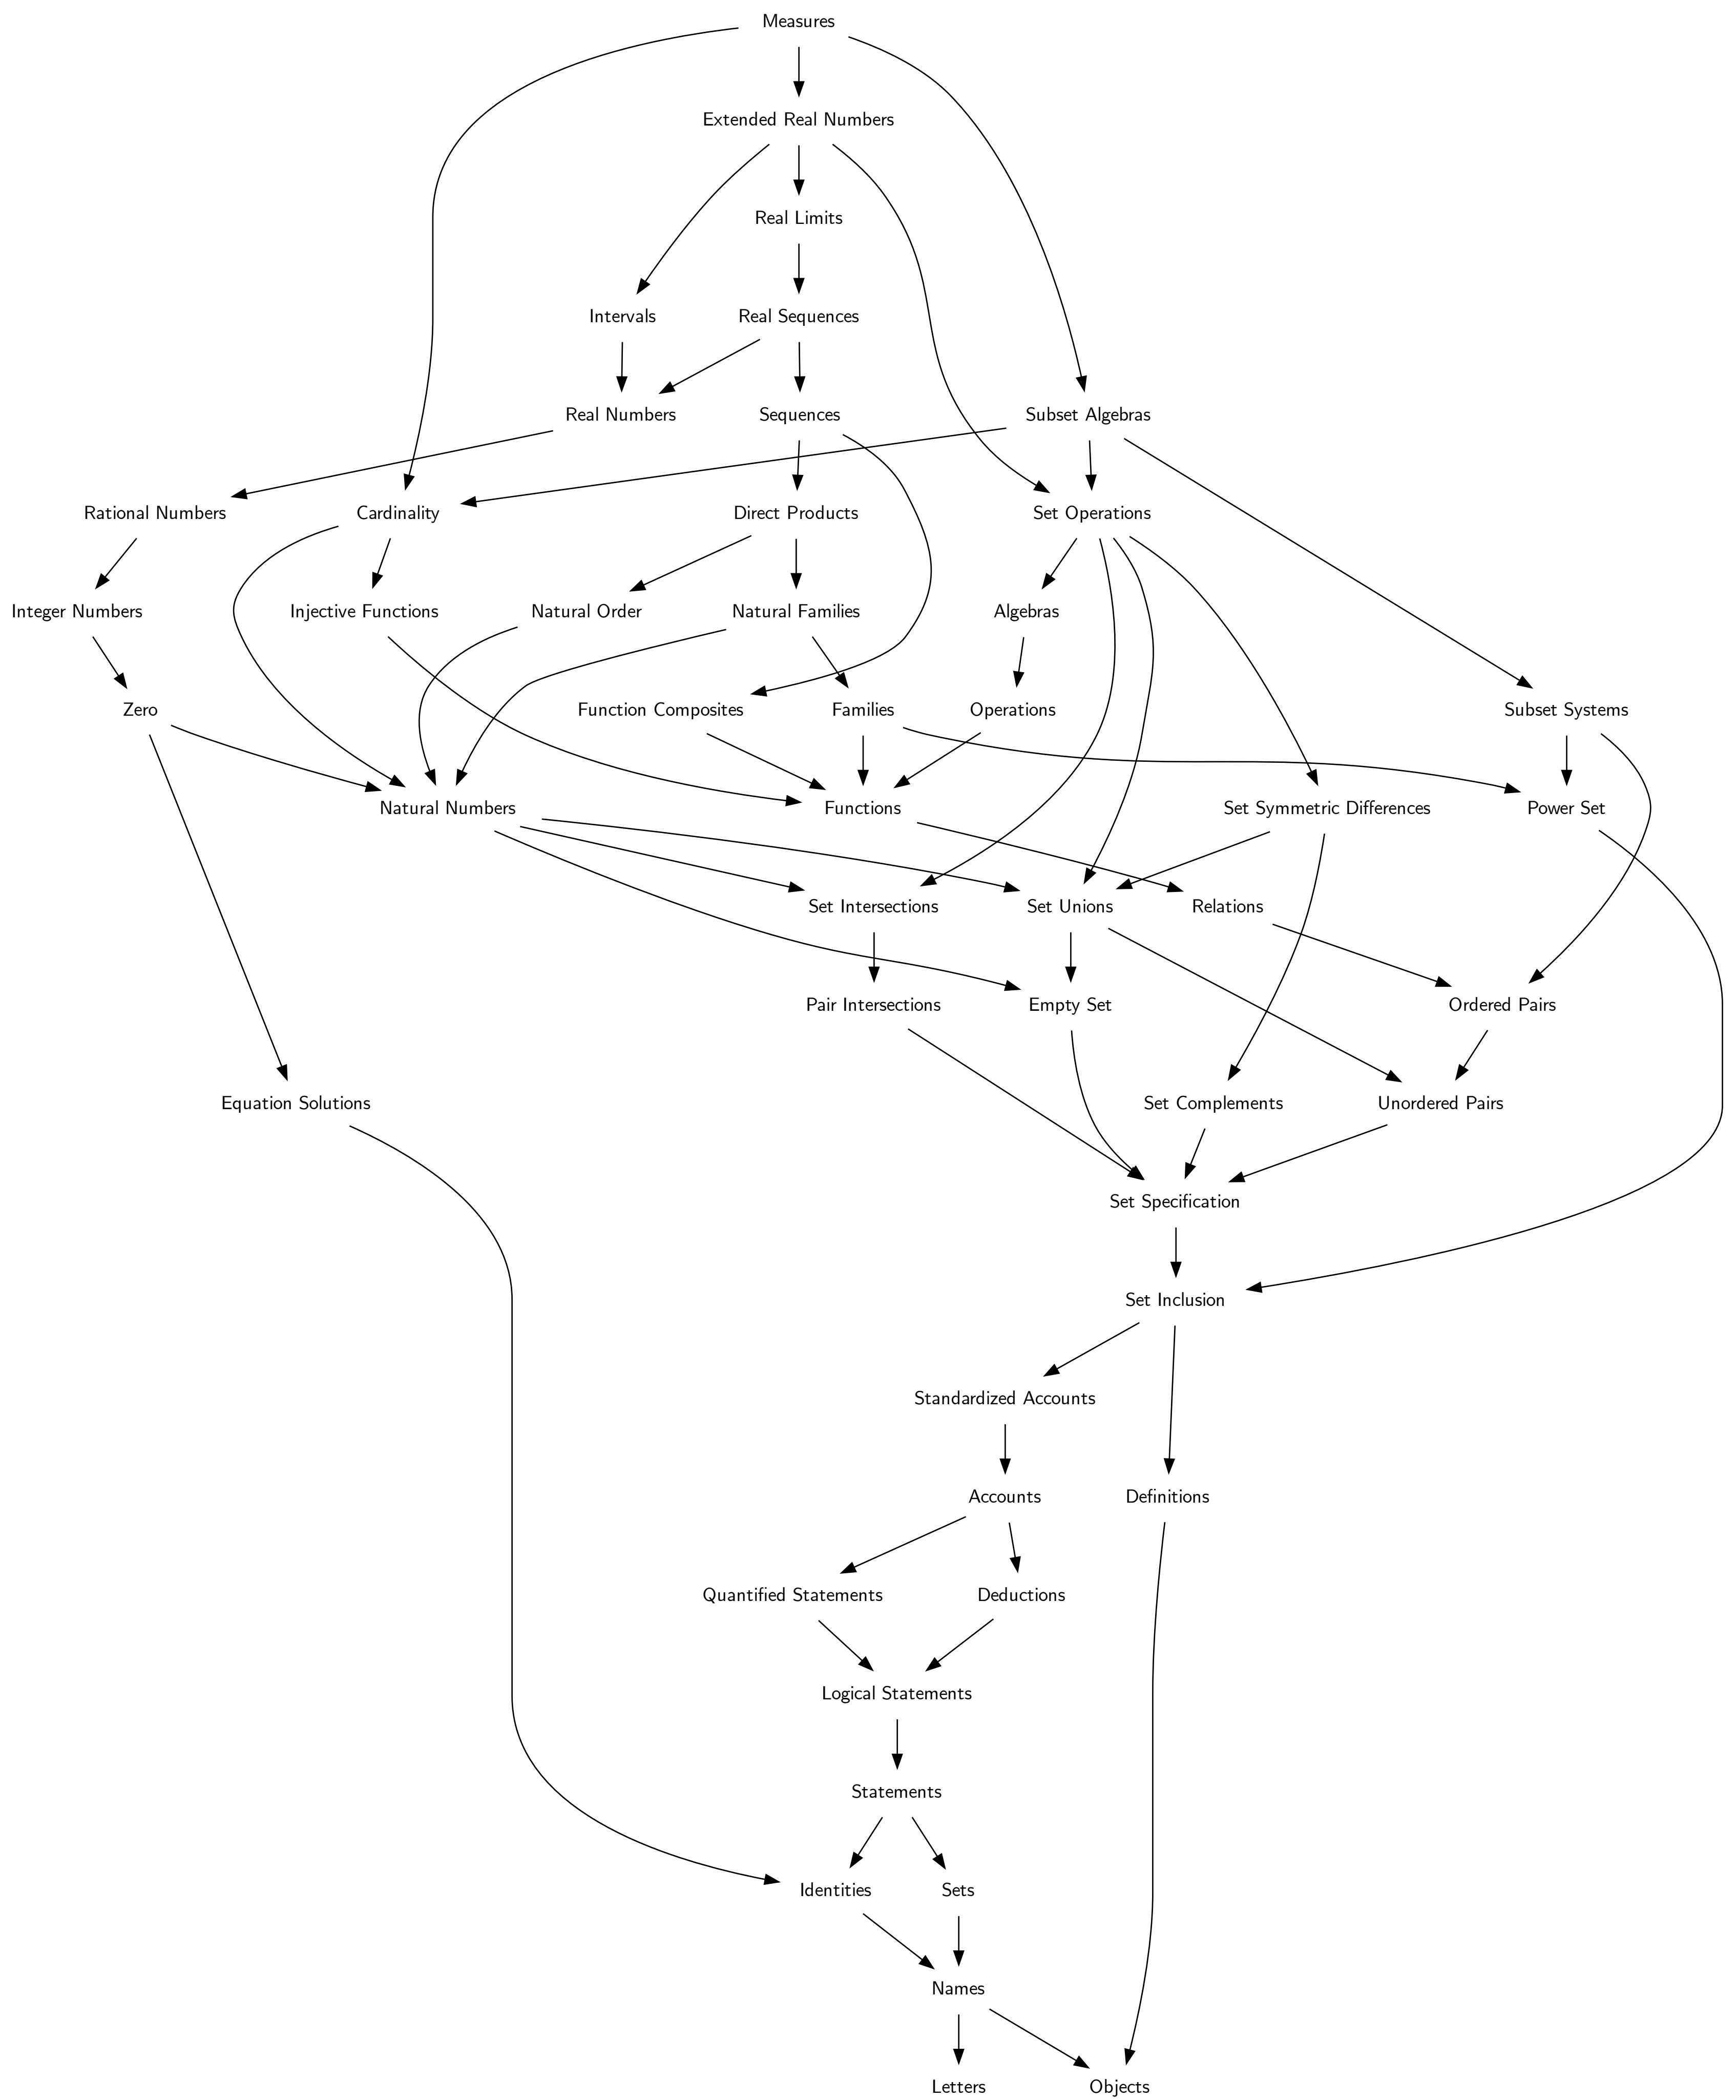 Measures
Extended Real Numbers
Real Limits
Intervals
Real Sequences
Real Numbers
Sequences
Subset Algebras
Rational Numbers
Cardinality
Direct Products
Set Operations
Integer Numbers
Injective Functions
Natural Order
Natural Families
Algebras
Zero
Function Composites
Families
Operations
Subset Systems
Natural Numbers
Functions
Set Symmetric Differences
Power Set
Set Intersections
Set Unions
Relations
Pair Intersections
Empty Set
Ordered Pairs
Equation Solutions
Set Complements
Unordered Pairs
Set Specification
Set Inclusion
Standardized Accounts
Accounts
Definitions
Quantified Statements
Deductions
Logical Statements
Statements
Identities
Sets
Names
Letters
Objects